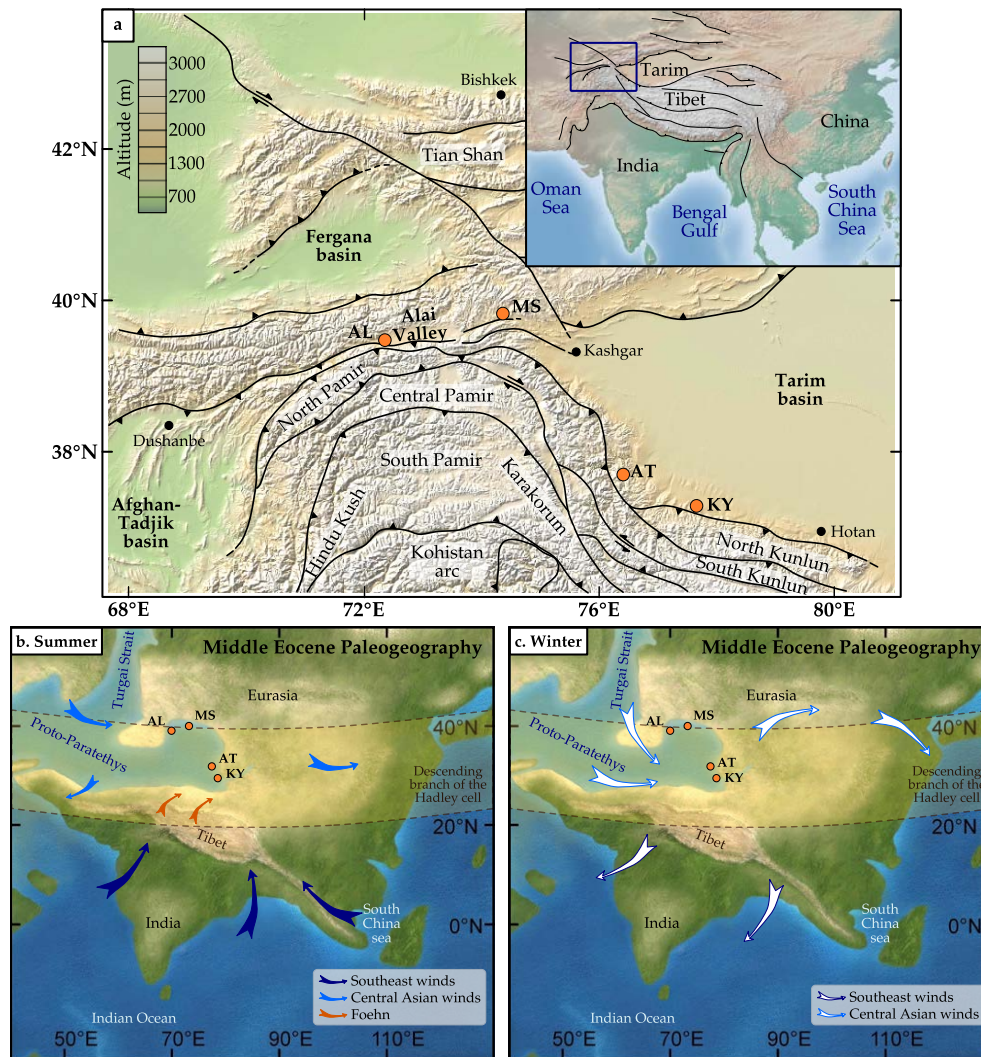 a
Altitude (m)
3000
2700
2000
1300
700
Bishkek
Tian Shan
Fergana
basin
Alai
Valley
AL
MS
Kashgar
Tarim
basin
North Pamir
Central Pamir
South Pamir
Dushanbe
Afghan-
Tadjik
basin
Hindu Kush
Karakorum
Kohistan
arc
AT
KY
Hotan
North Kunlun
South Kunlun
42°N
40°N
38°N
68°E
72°E
76°E
80°E
Tarim
Tibet
China
India
Oman
Sea
Bengal
Gulf
South
China
Sea
b. Summer
Middle Eocene Paleogeography
Turgai Strait
Eurasia
AL
MS
40°N
Proto-Paratethys
AT
KY
Descending
branch of the
Hadley cell
20°N
Tibet
India
South
China
sea
0°N
Southeast winds
Central Asian winds
Foehn
Indian Ocean
50°E
70°E
90°E
110°E
c. Winter
Middle Eocene Paleogeography
Turgai Strait
Eurasia
AL
MS
40°N
Proto-Paratethys
AT
KY
Descending
branch of the
Hadley cell
20°N
Tibet
India
South
China
sea
0°N
Southeast winds
Central Asian winds
Indian Ocean
50°E
70°E
90°E
110°E